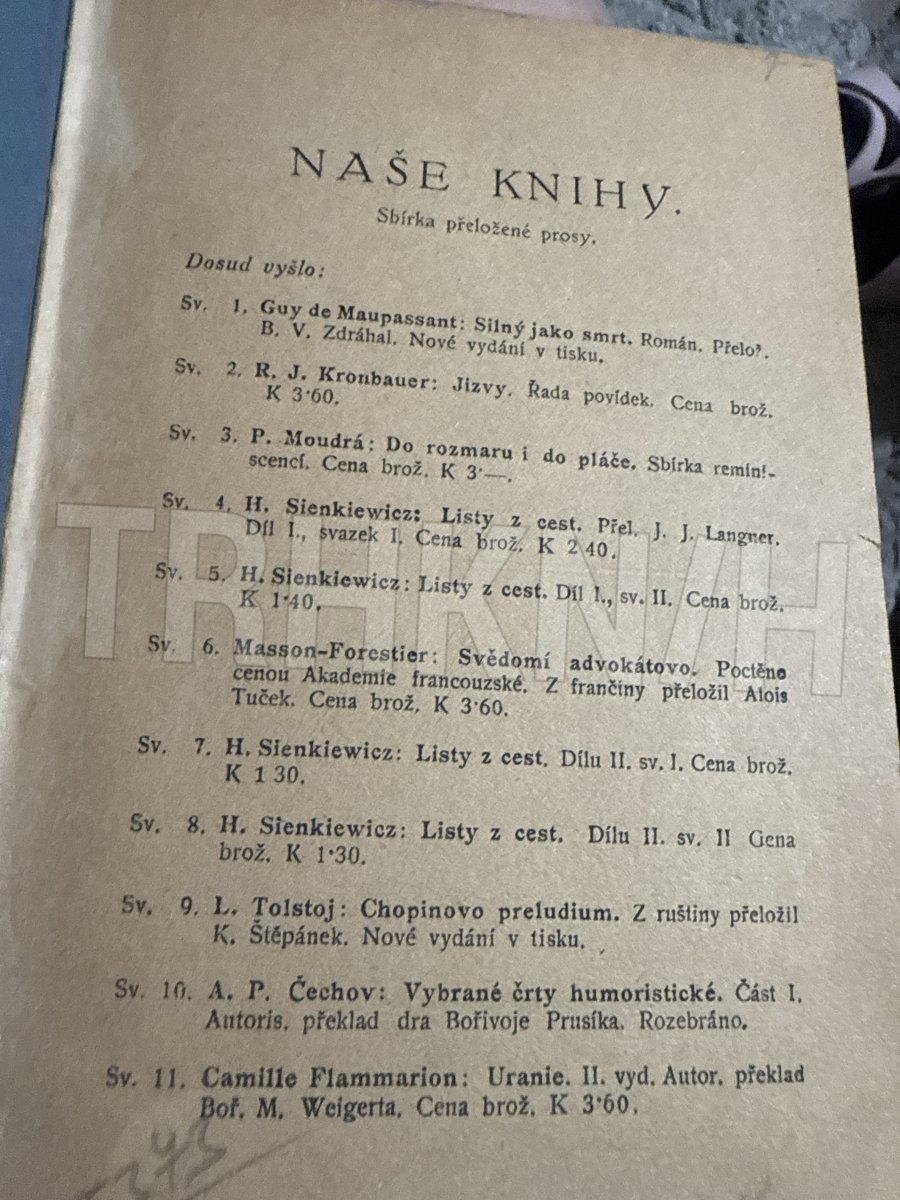 NAŠE KNIHY.
Sbírka přeložené prosy.
Dosud vyšlo:
Sv. 1. Guy de Maupassant: Silný jako smrt. Román. Přelo?.
B. V. Zdráhal. Nové vydání v tisku.
Sv. 2. R. J. Kronbauer: Jizvy. Řada povídek. Cena brož.
K 3·60.
Sv. 3. P. Moudrá: Do rozmaru i do pláče. Sbírka remini-
scencí. Cena brož. K 3·—.
Sv. 4. H. Sienkiewicz: Listy z cest. Přel. J. J. Langner.
Díl I., svazek I. Cena brož. K 2 40.
Sv. 5. H. Sienkiewicz: Listy z cest. Díl I., sv. II. Cena brož.
K 1·40.
Sv. 6. Masson-Forestier: Svědomí advokátovo. Poctěno
cenou Akademie francouzské. Z frančiny přeložil Alois
Tuček. Cena brož. K 3·60.
Sv. 7. H. Sienkiewicz: Listy z cest. Dílu II. sv. I. Cena brož.
K 1 30.
Sv. 8. H. Sienkiewicz: Listy z cest. Dílu II. sv. II Cena
brož. K 1·30.
Sv. 9. L. Tolstoj: Chopinovo preludium. Z ruštiny přeložil
K. Štěpánek. Nové vydání v tisku.
Sv. 10. A. P. Čechov: Vybrané črty humoristické. Část I.
Autoris. překlad dra Bořivoje Prusíka. Rozebráno.
Sv. 11. Camille Flammarion: Uranie. II. vyd. Autor. překlad
Boř. M. Weigerta. Cena brož. K 3·60.
TRHKNIH